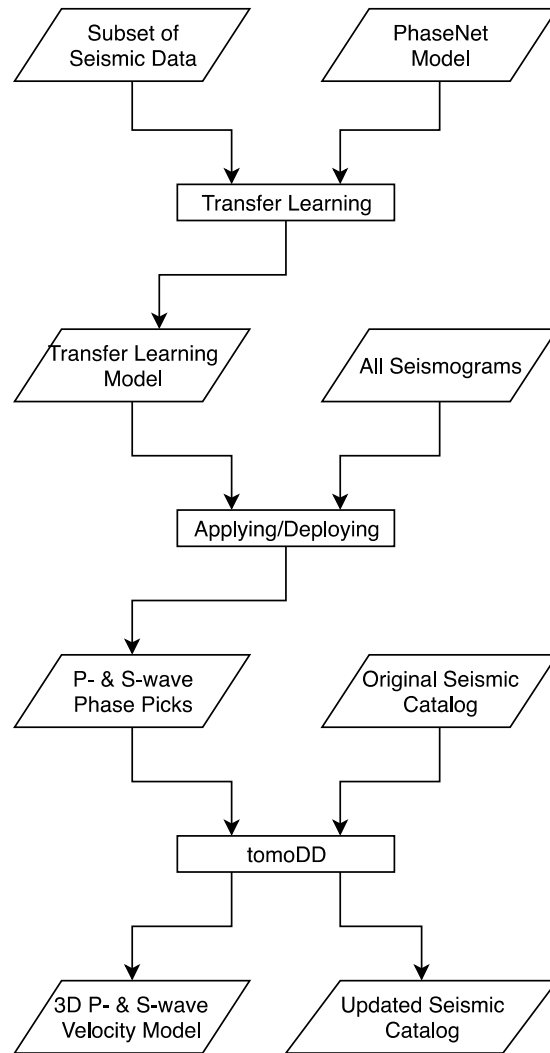 Subset of
Seismic Data
PhaseNet
Model
Transfer Learning
Transfer Learning
Model
All Seismograms
Applying/Deploying
P- & S-wave
Phase Picks
Original Seismic
Catalog
tomoDD
3D P- & S-wave
Velocity Model
Updated Seismic
Catalog